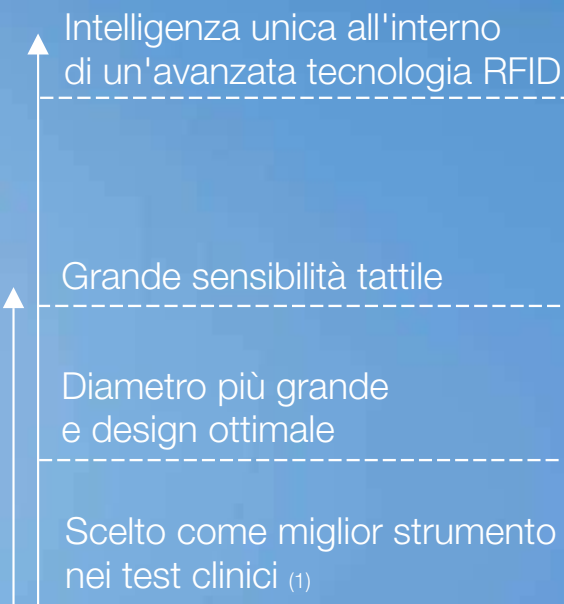 Intelligenza unica all'interno
di un'avanzata tecnologia RFID
Grande sensibilità tattile
Diametro più grande
e design ottimale
Scelto come miglior strumento
nei test clinici (1)